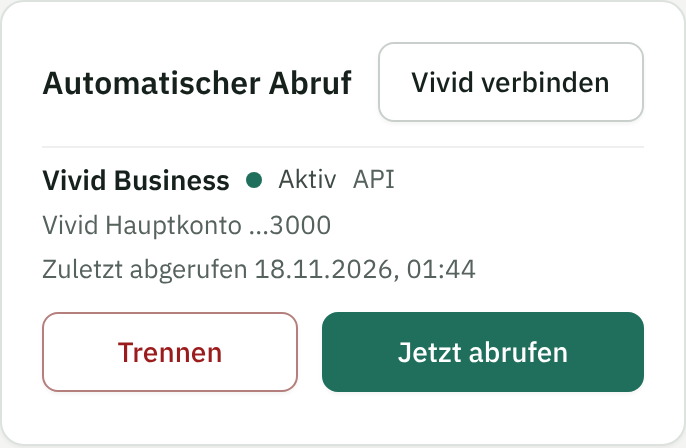 Automatischer Abruf
Vivid verbinden
Vivid Business Aktiv API
Vivid Hauptkonto ...3000
Zuletzt abgerufen 18.11.2026, 01:44
Trennen
Jetzt abrufen